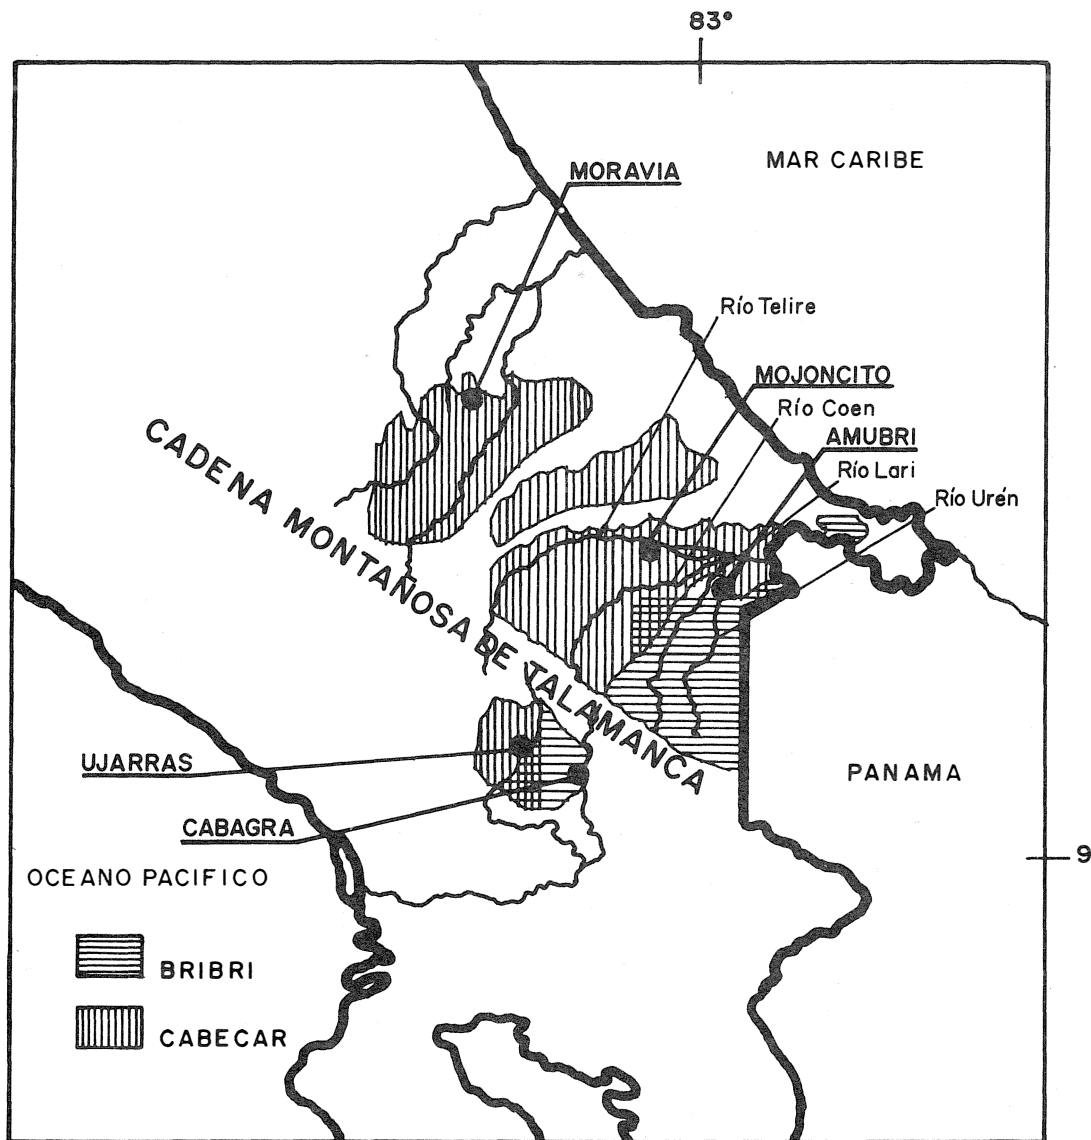 83°
MAR CARIBE
MORAVIA
Río Telire
MOJONCITO
Río Coen
AMUBRI
Río Lari
Río Urén
CADENA MONTAÑOSA DE TALAMANCA
UJARRAS
CABAGRA
PANAMA
9
OCEANO PACIFICO
BRIBRI
CABECAR